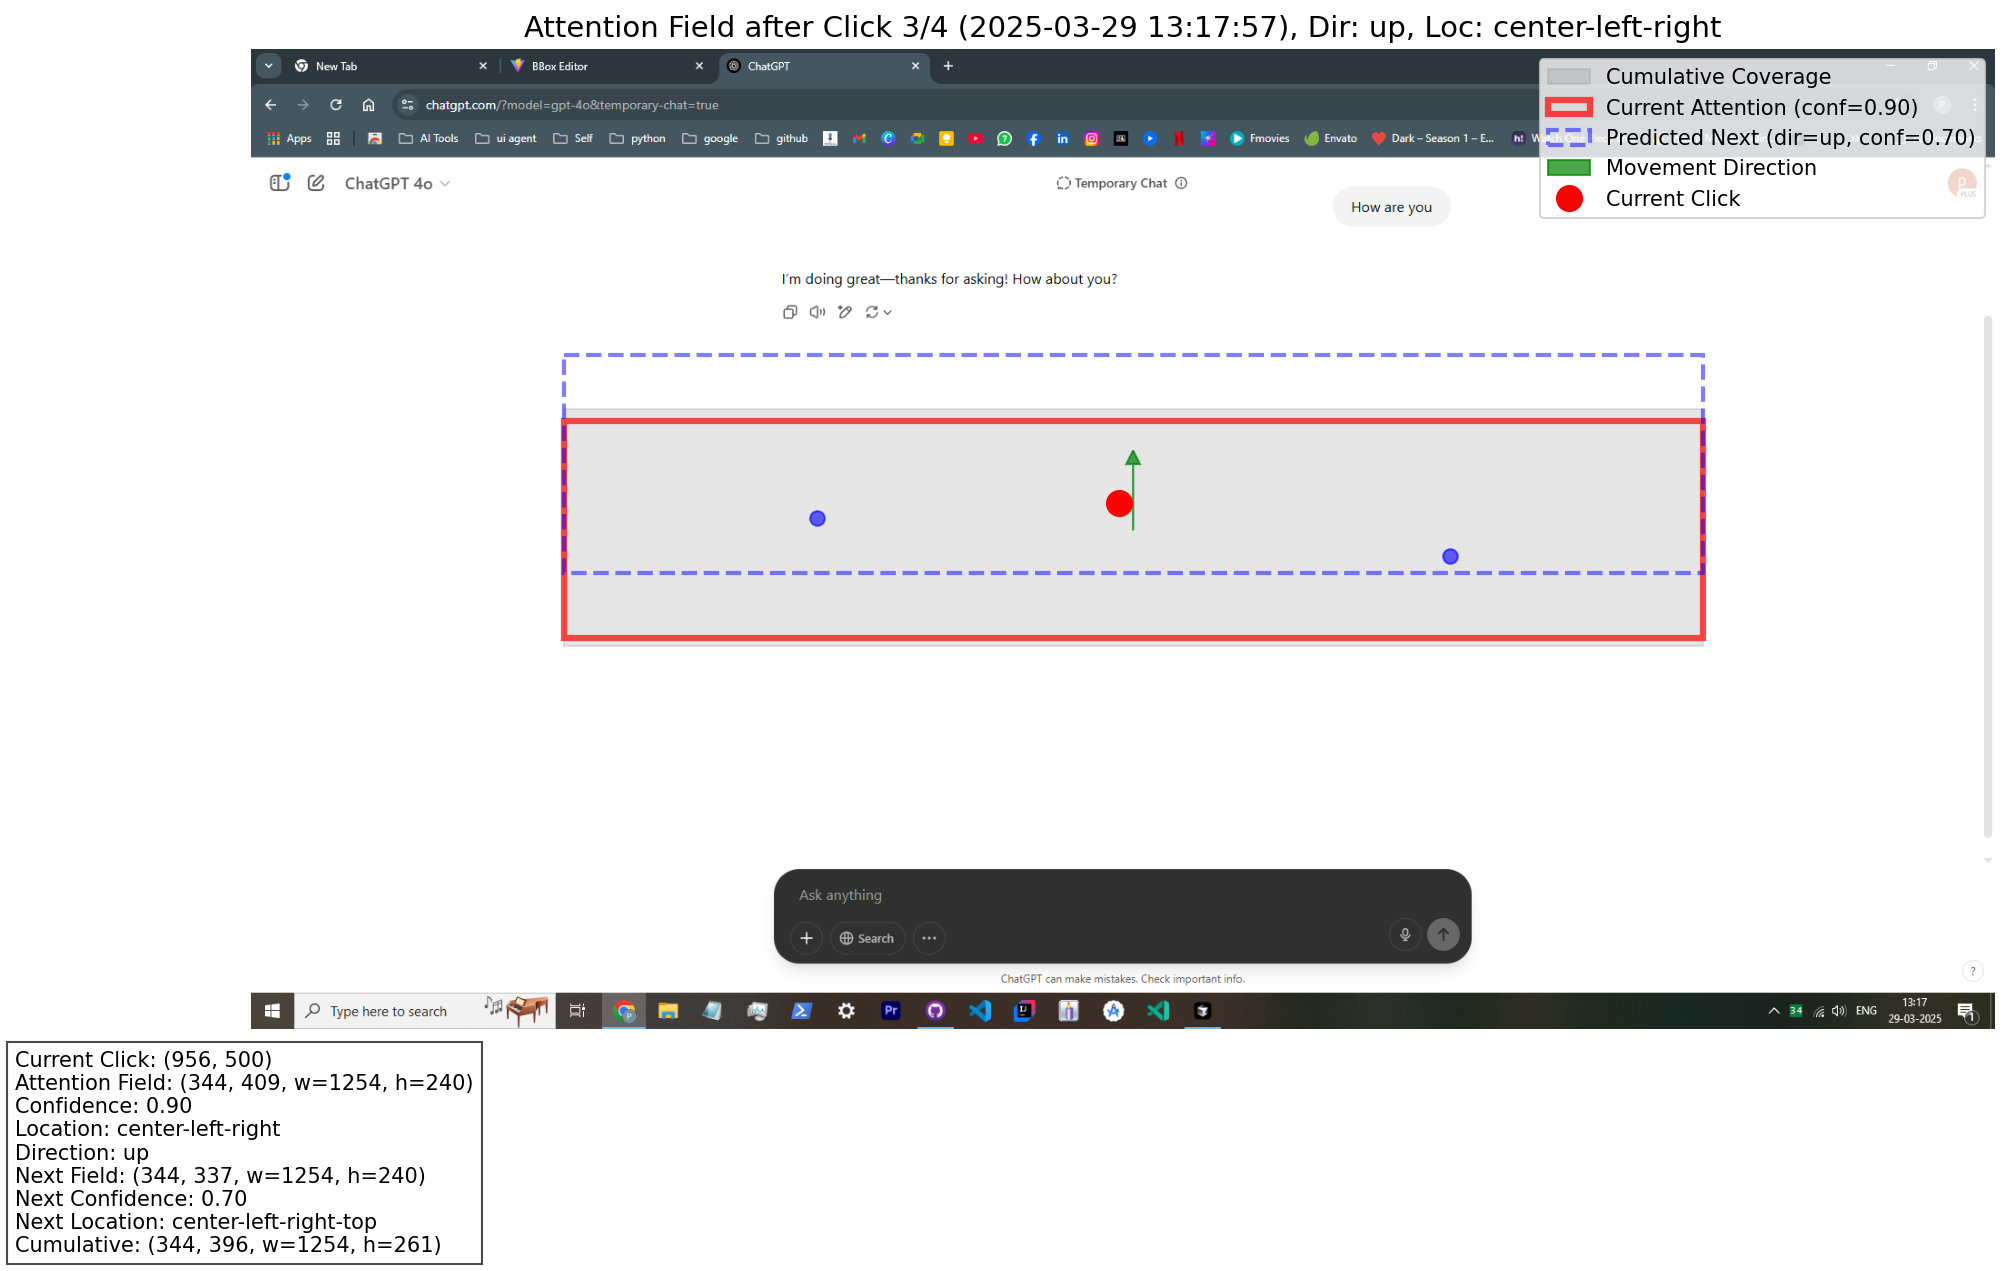 Attention Field after Click 3/4 (2025-03-29 13:17:57), Dir: up, Loc: center-left-right
New Tab
BBox Editor
ChatGPT
Cumulative Coverage
Current Attention (conf=0.90)
Predicted Next (dir=up, conf=0.70)
Movement Direction
Current Click
chatgpt.com/?model=gpt-4o&temporary-chat=true
Apps
AI Tools
ui agent
Self
python
google
github
Fmovies
Envato
Dark – Season 1 – E...
ChatGPT 4o
Temporary Chat
PLUS
How are you
I'm doing great—thanks for asking! How about you?
Ask anything
Search
ChatGPT can make mistakes. Check important info.
?
Type here to search
Pr
34
ENG
13:17
29-03-2025
1
Current Click: (956, 500)
Attention Field: (344, 409, w=1254, h=240)
Confidence: 0.90
Location: center-left-right
Direction: up
Next Field: (344, 337, w=1254, h=240)
Next Confidence: 0.70
Next Location: center-left-right-top
Cumulative: (344, 396, w=1254, h=261)